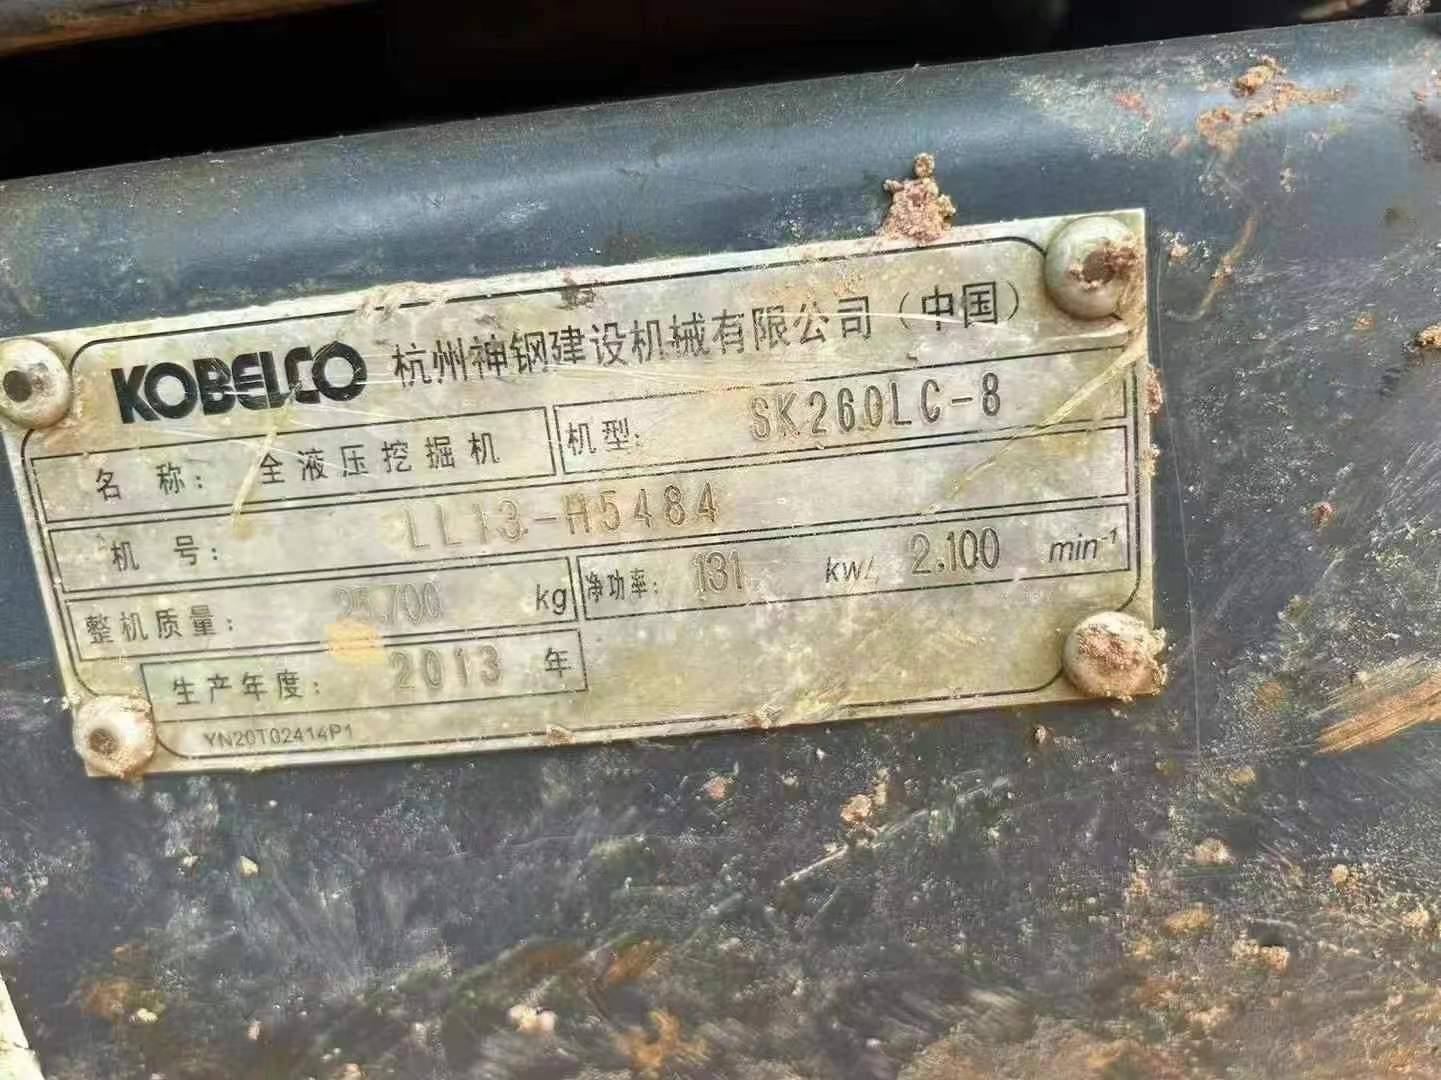 KOBELCO 杭州神钢建设机械有限公司（中国）
名 称： 全液压挖掘机 机型： SK260LC-8
机 号： LL13-H5484
整机质量： 25,700 kg 净功率： 131 kw/ 2.100 min-1
生产年度： 2013 年
YN20T02414P1